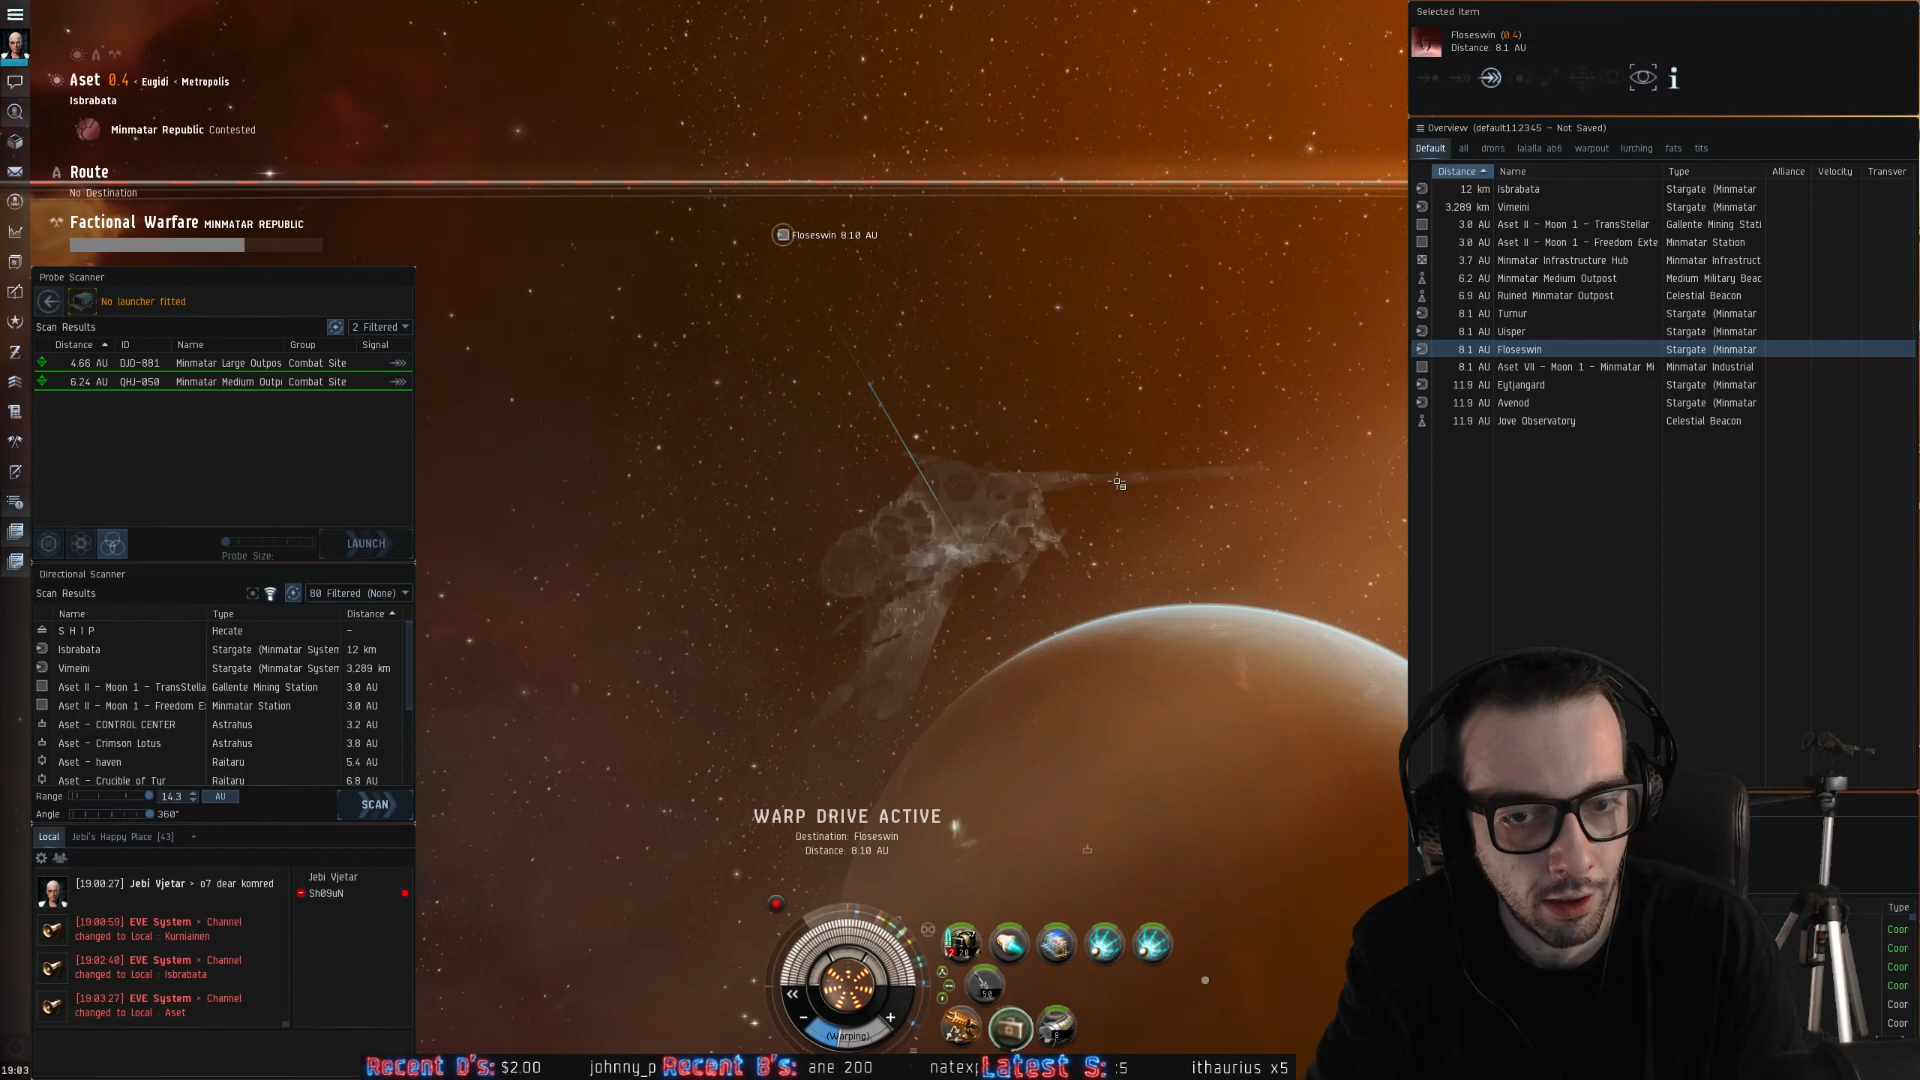 Aset 0.4 < Eugidi < Metropolis
Isbrabata
Minmatar Republic Contested
Route
No Destination
Factional Warfare MINMATAR REPUBLIC
Probe Scanner
No launcher fitted
Scan Results 2 Filtered
Distance ID Name Group Signal
4.66 AU DJD-881 Minmatar Large Outpos Combat Site
6.24 AU QHJ-050 Minmatar Medium Outp Combat Site
Probe Size:
LAUNCH
Directional Scanner
Scan Results 80 Filtered (None)
Name Type Distance
S H I P Hecate -
Isbrabata Stargate (Minmatar System 12 km
Vimeini Stargate (Minmatar System 3,289 km
Aset II - Moon 1 - TransStella Gallente Mining Station 3.0 AU
Aset II - Moon 1 - Freedom E Minmatar Station 3.0 AU
Aset - CONTROL CENTER Astrahus 3.2 AU
Aset - Crimson Lotus Astrahus 3.8 AU
Aset - haven Raitaru 5.4 AU
Aset - Crucible of Tur Raitaru 6.8 AU
Range 14.3 AU
Angle 360°
SCAN
Local Jebi's Happy Place [43] +
[19:00:27] Jebi Vjetar > o7 dear komred
[19:00:59] EVE System > Channel
changed to Local : Kurniainen
[19:02:40] EVE System > Channel
changed to Local : Isbrabata
[19:03:27] EVE System > Channel
changed to Local : Aset
Jebi Vjetar
Sh09uN
19:03
Floseswin 8.10 AU
WARP DRIVE ACTIVE
Destination: Floseswin
Distance: 8.10 AU
(Warping)
50
8
Recent D's: $2.00 johnny_p Recent B's: ane 200 natexp Latest S: :5 ithaurius x5
Selected Item
Floseswin (0.4)
Distance: 8.1 AU
Overview (default112345 - Not Saved)
Default all drons lalalla ab6 warpout lurching fats tits
Distance Name Type Alliance Velocity Transver
12 km Isbrabata Stargate (Minmatar
3,289 km Vimeini Stargate (Minmatar
3.0 AU Aset II - Moon 1 - TransStellar Gallente Mining Stati
3.0 AU Aset II - Moon 1 - Freedom Exte Minmatar Station
3.7 AU Minmatar Infrastructure Hub Minmatar Infrastruct
6.2 AU Minmatar Medium Outpost Medium Military Beac
6.9 AU Ruined Minmatar Outpost Celestial Beacon
8.1 AU Turnur Stargate (Minmatar
8.1 AU Uisper Stargate (Minmatar
8.1 AU Floseswin Stargate (Minmatar
8.1 AU Aset VII - Moon 1 - Minmatar Mi Minmatar Industrial
11.9 AU Eytjangard Stargate (Minmatar
11.9 AU Avenod Stargate (Minmatar
11.9 AU Jove Observatory Celestial Beacon
Type
Coor
Coor
Coor
Coor
Coor
Coor